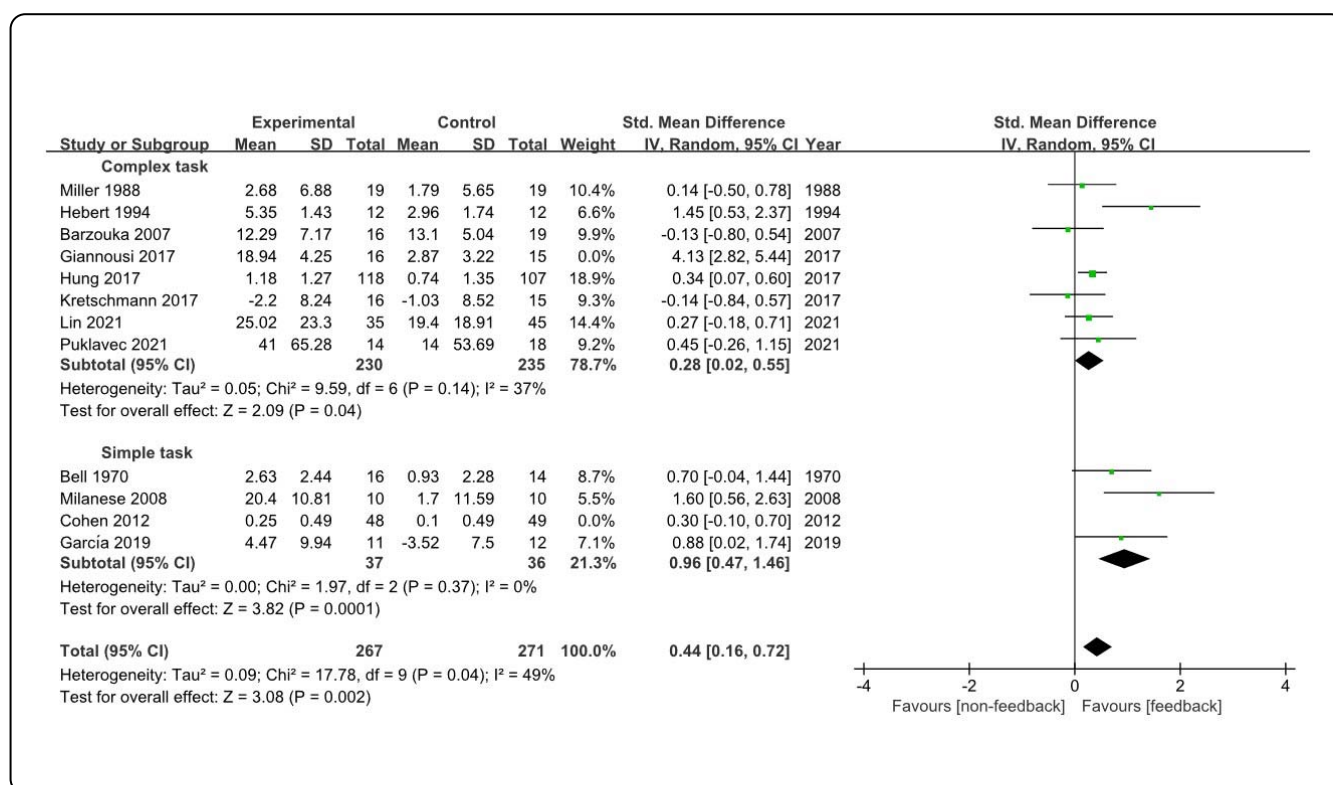 Experimental Control Std. Mean Difference Std. Mean Difference
Study or Subgroup Mean SD Total Mean SD Total Weight IV, Random, 95% CI Year IV, Random, 95% CI
Complex task
Miller 1988 2.68 6.88 19 1.79 5.65 19 10.4% 0.14 [-0.50, 0.78] 1988
Hebert 1994 5.35 1.43 12 2.96 1.74 12 6.6% 1.45 [0.53, 2.37] 1994
Barzouka 2007 12.29 7.17 16 13.1 5.04 19 9.9% -0.13 [-0.80, 0.54] 2007
Giannousi 2017 18.94 4.25 16 2.87 3.22 15 0.0% 4.13 [2.82, 5.44] 2017
Hung 2017 1.18 1.27 118 0.74 1.35 107 18.9% 0.34 [0.07, 0.60] 2017
Kretschmann 2017 -2.2 8.24 16 -1.03 8.52 15 9.3% -0.14 [-0.84, 0.57] 2017
Lin 2021 25.02 23.3 35 19.4 18.91 45 14.4% 0.27 [-0.18, 0.71] 2021
Puklavec 2021 41 65.28 14 14 53.69 18 9.2% 0.45 [-0.26, 1.15] 2021
Subtotal (95% CI) 230 235 78.7% 0.28 [0.02, 0.55]
Heterogeneity: Tau² = 0.05; Chi² = 9.59, df = 6 (P = 0.14); I² = 37%
Test for overall effect: Z = 2.09 (P = 0.04)
Simple task
Bell 1970 2.63 2.44 16 0.93 2.28 14 8.7% 0.70 [-0.04, 1.44] 1970
Milanese 2008 20.4 10.81 10 1.7 11.59 10 5.5% 1.60 [0.56, 2.63] 2008
Cohen 2012 0.25 0.49 48 0.1 0.49 49 0.0% 0.30 [-0.10, 0.70] 2012
García 2019 4.47 9.94 11 -3.52 7.5 12 7.1% 0.88 [0.02, 1.74] 2019
Subtotal (95% CI) 37 36 21.3% 0.96 [0.47, 1.46]
Heterogeneity: Tau² = 0.00; Chi² = 1.97, df = 2 (P = 0.37); I² = 0%
Test for overall effect: Z = 3.82 (P = 0.0001)
Total (95% CI) 267 271 100.0% 0.44 [0.16, 0.72]
Heterogeneity: Tau² = 0.09; Chi² = 17.78, df = 9 (P = 0.04); I² = 49%
Test for overall effect: Z = 3.08 (P = 0.002)
-4 -2 0 2 4
Favours [non-feedback] Favours [feedback]